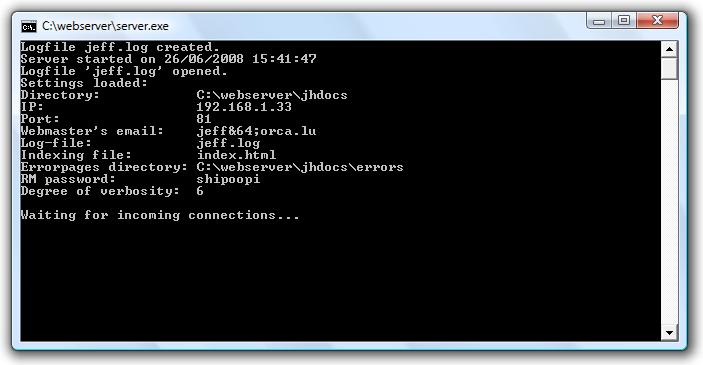 C:\webserver\server.exe
Logfile jeff.log created.
Server started on 26/06/2008 15:41:47
Logfile 'jeff.log' opened.
Settings loaded:
Directory: C:\webserver\jhdocs
IP: 192.168.1.33
Port: 81
Webmaster's email: jeff&64;orca.lu
Log-file: jeff.log
Indexing file: index.html
Errorpages directory: C:\webserver\jhdocs\errors
RM password: shipoopi
Degree of verbosity: 6
Waiting for incoming connections...